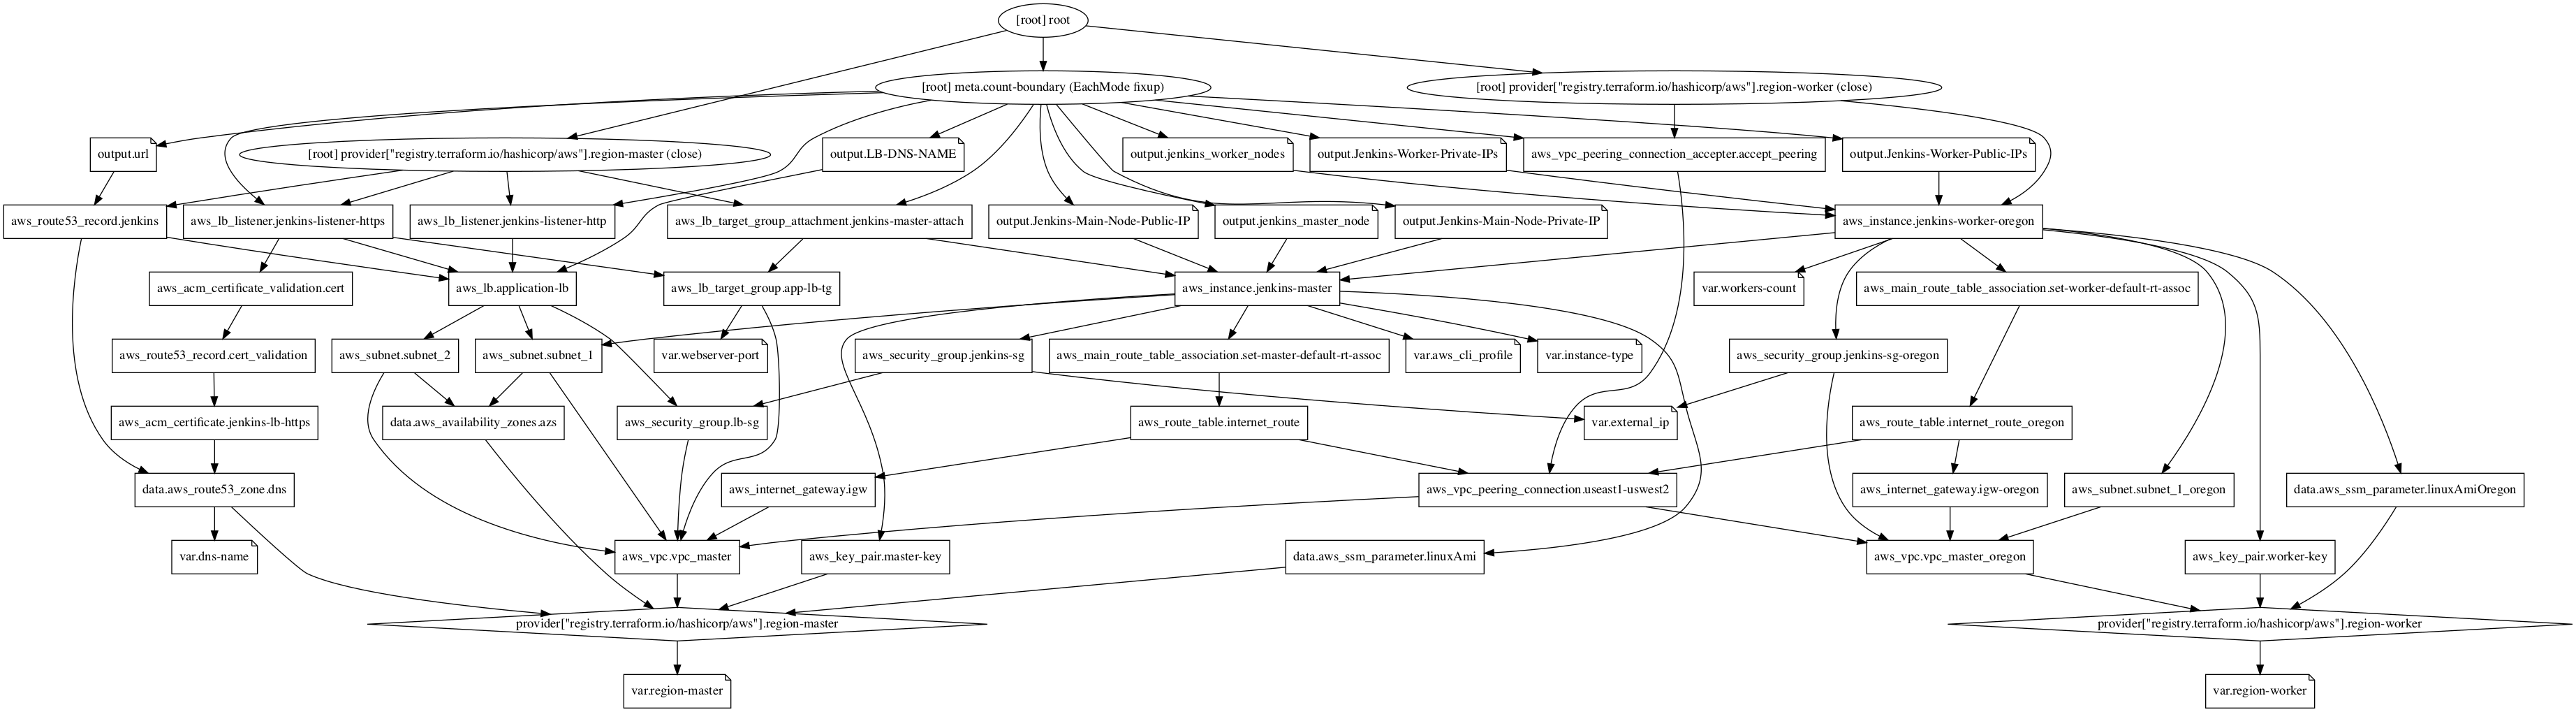 [root] root
[root] meta.count-boundary (EachMode fixup)
[root] provider["registry.terraform.io/hashicorp/aws"].region-worker (close)
output.url
[root] provider["registry.terraform.io/hashicorp/aws"].region-master (close)
output.LB-DNS-NAME
output.jenkins_worker_nodes
output.Jenkins-Worker-Private-IPs
aws_vpc_peering_connection_accepter.accept_peering
output.Jenkins-Worker-Public-IPs
aws_route53_record.jenkins
aws_lb_listener.jenkins-listener-https
aws_lb_listener.jenkins-listener-http
aws_lb_target_group_attachment.jenkins-master-attach
output.Jenkins-Main-Node-Public-IP
output.jenkins_master_node
output.Jenkins-Main-Node-Private-IP
aws_instance.jenkins-worker-oregon
aws_acm_certificate_validation.cert
aws_lb.application-lb
aws_lb_target_group.app-lb-tg
aws_instance.jenkins-master
var.workers-count
aws_main_route_table_association.set-worker-default-rt-assoc
aws_route53_record.cert_validation
aws_subnet.subnet_2
aws_subnet.subnet_1
var.webserver-port
aws_security_group.jenkins-sg
aws_main_route_table_association.set-master-default-rt-assoc
var.aws_cli_profile
var.instance-type
aws_security_group.jenkins-sg-oregon
aws_acm_certificate.jenkins-lb-https
data.aws_availability_zones.azs
aws_security_group.lb-sg
aws_route_table.internet_route
var.external_ip
aws_route_table.internet_route_oregon
data.aws_route53_zone.dns
aws_internet_gateway.igw
aws_vpc_peering_connection.useast1-uswest2
aws_internet_gateway.igw-oregon
aws_subnet.subnet_1_oregon
data.aws_ssm_parameter.linuxAmiOregon
var.dns-name
aws_vpc.vpc_master
aws_key_pair.master-key
data.aws_ssm_parameter.linuxAmi
aws_vpc.vpc_master_oregon
aws_key_pair.worker-key
provider["registry.terraform.io/hashicorp/aws"].region-master
provider["registry.terraform.io/hashicorp/aws"].region-worker
var.region-master
var.region-worker